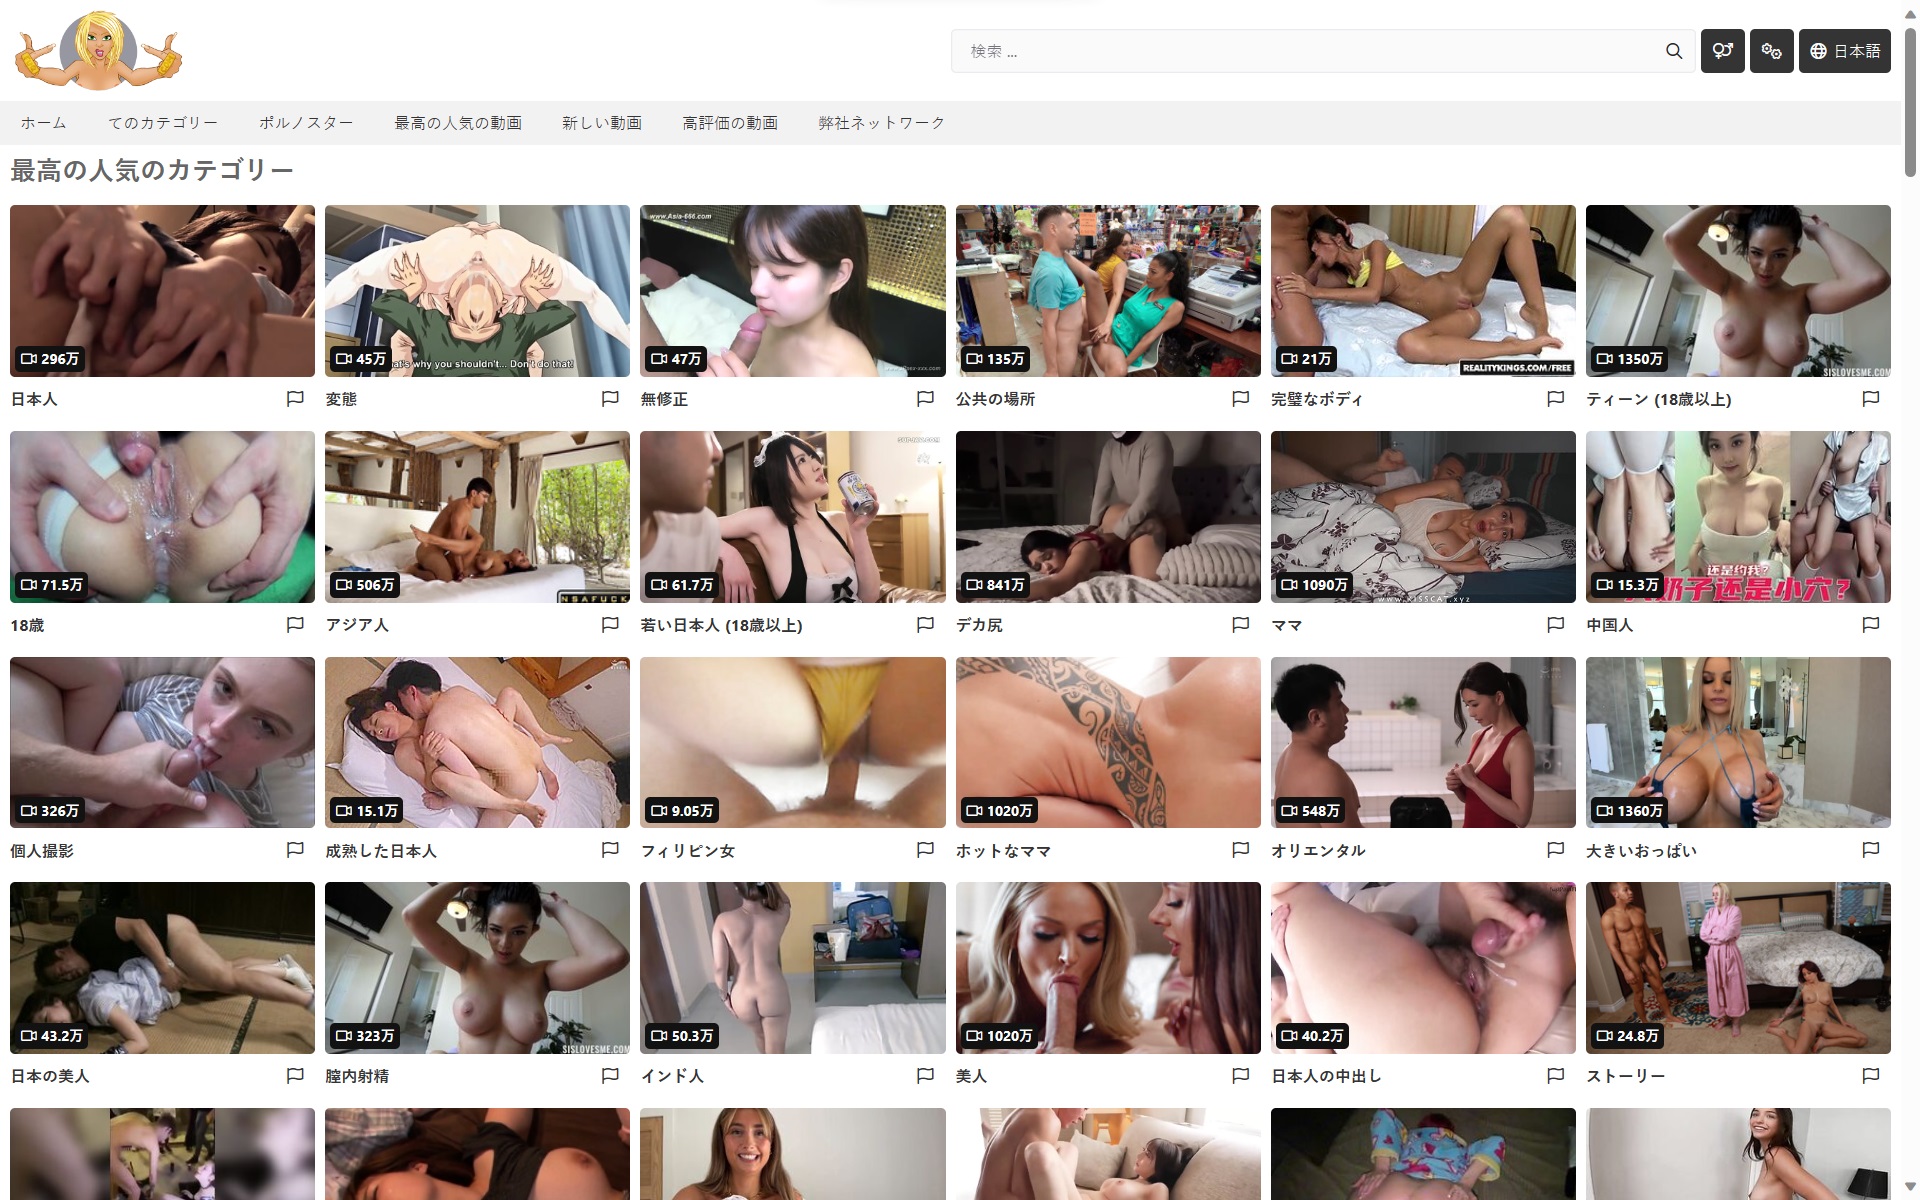 検索 ...
日本語
ホーム
てのカテゴリー
ポルノスター
最高の人気の動画
新しい動画
高評価の動画
弊社ネットワーク
最高の人気のカテゴリー
296万
日本人
at's why you shouldn't... Don't do that!
45万
変態
www.Asia-666.com
47万
無修正
135万
公共の場所
21万
REALITYKINGS.COM/FREE
完璧なボディ
1350万
SISLOVESME.COM
ティーン (18歳以上)
71.5万
18歳
506万
NSAFUCK
アジア人
61.7万
若い日本人 (18歳以上)
841万
デカ尻
1090万
www.KISSCAT.xyz
ママ
还是约我?
奶子还是小穴?
15.3万
中国人
326万
個人撮影
15.1万
成熟した日本人
9.05万
フィリピン女
1020万
ホットなママ
548万
オリエンタル
1360万
大きいおっぱい
43.2万
日本の美人
323万
SISLOVESME.COM
膣内射精
50.3万
インド人
1020万
美人
40.2万
日本人の中出し
24.8万
ストーリー